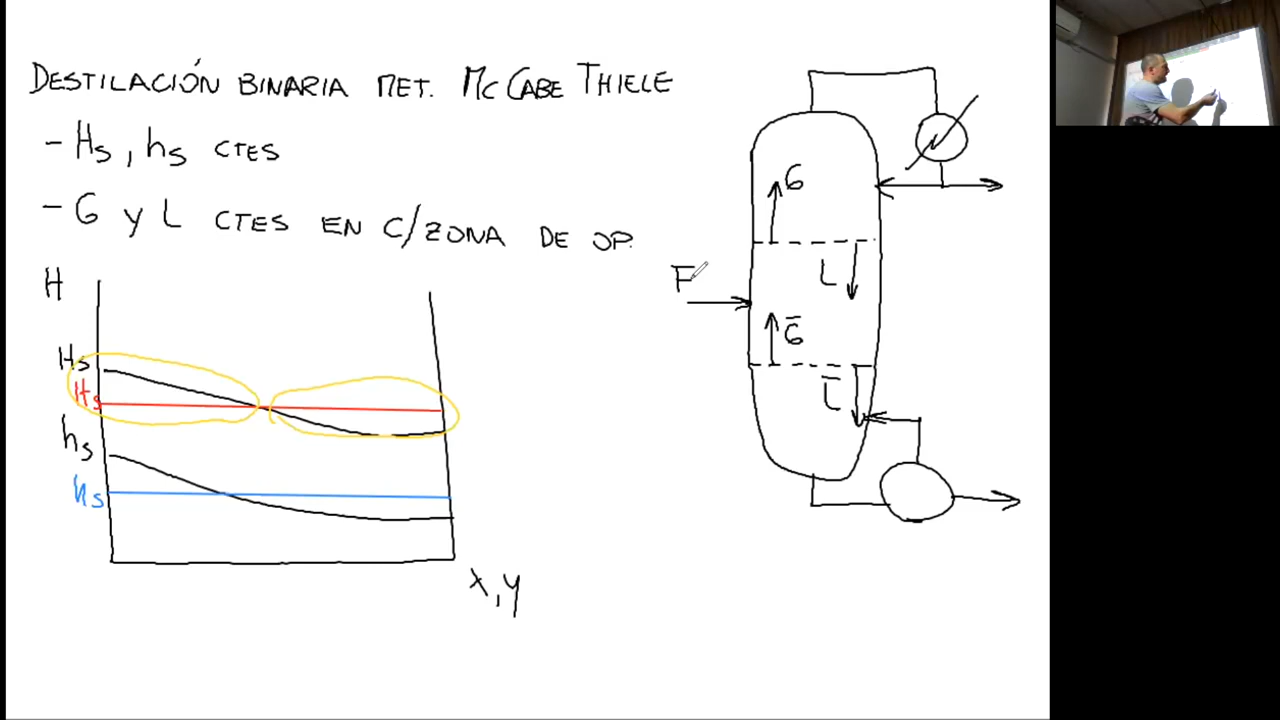 DESTILACIÓN BINARIA MET. McCABE THIELE
- Hs, hs CTES
- G y L CTES EN C/ZONA DE OP.
H
Hs
Hs
hs
hs
x, y
G
L
F
G̅
L̅